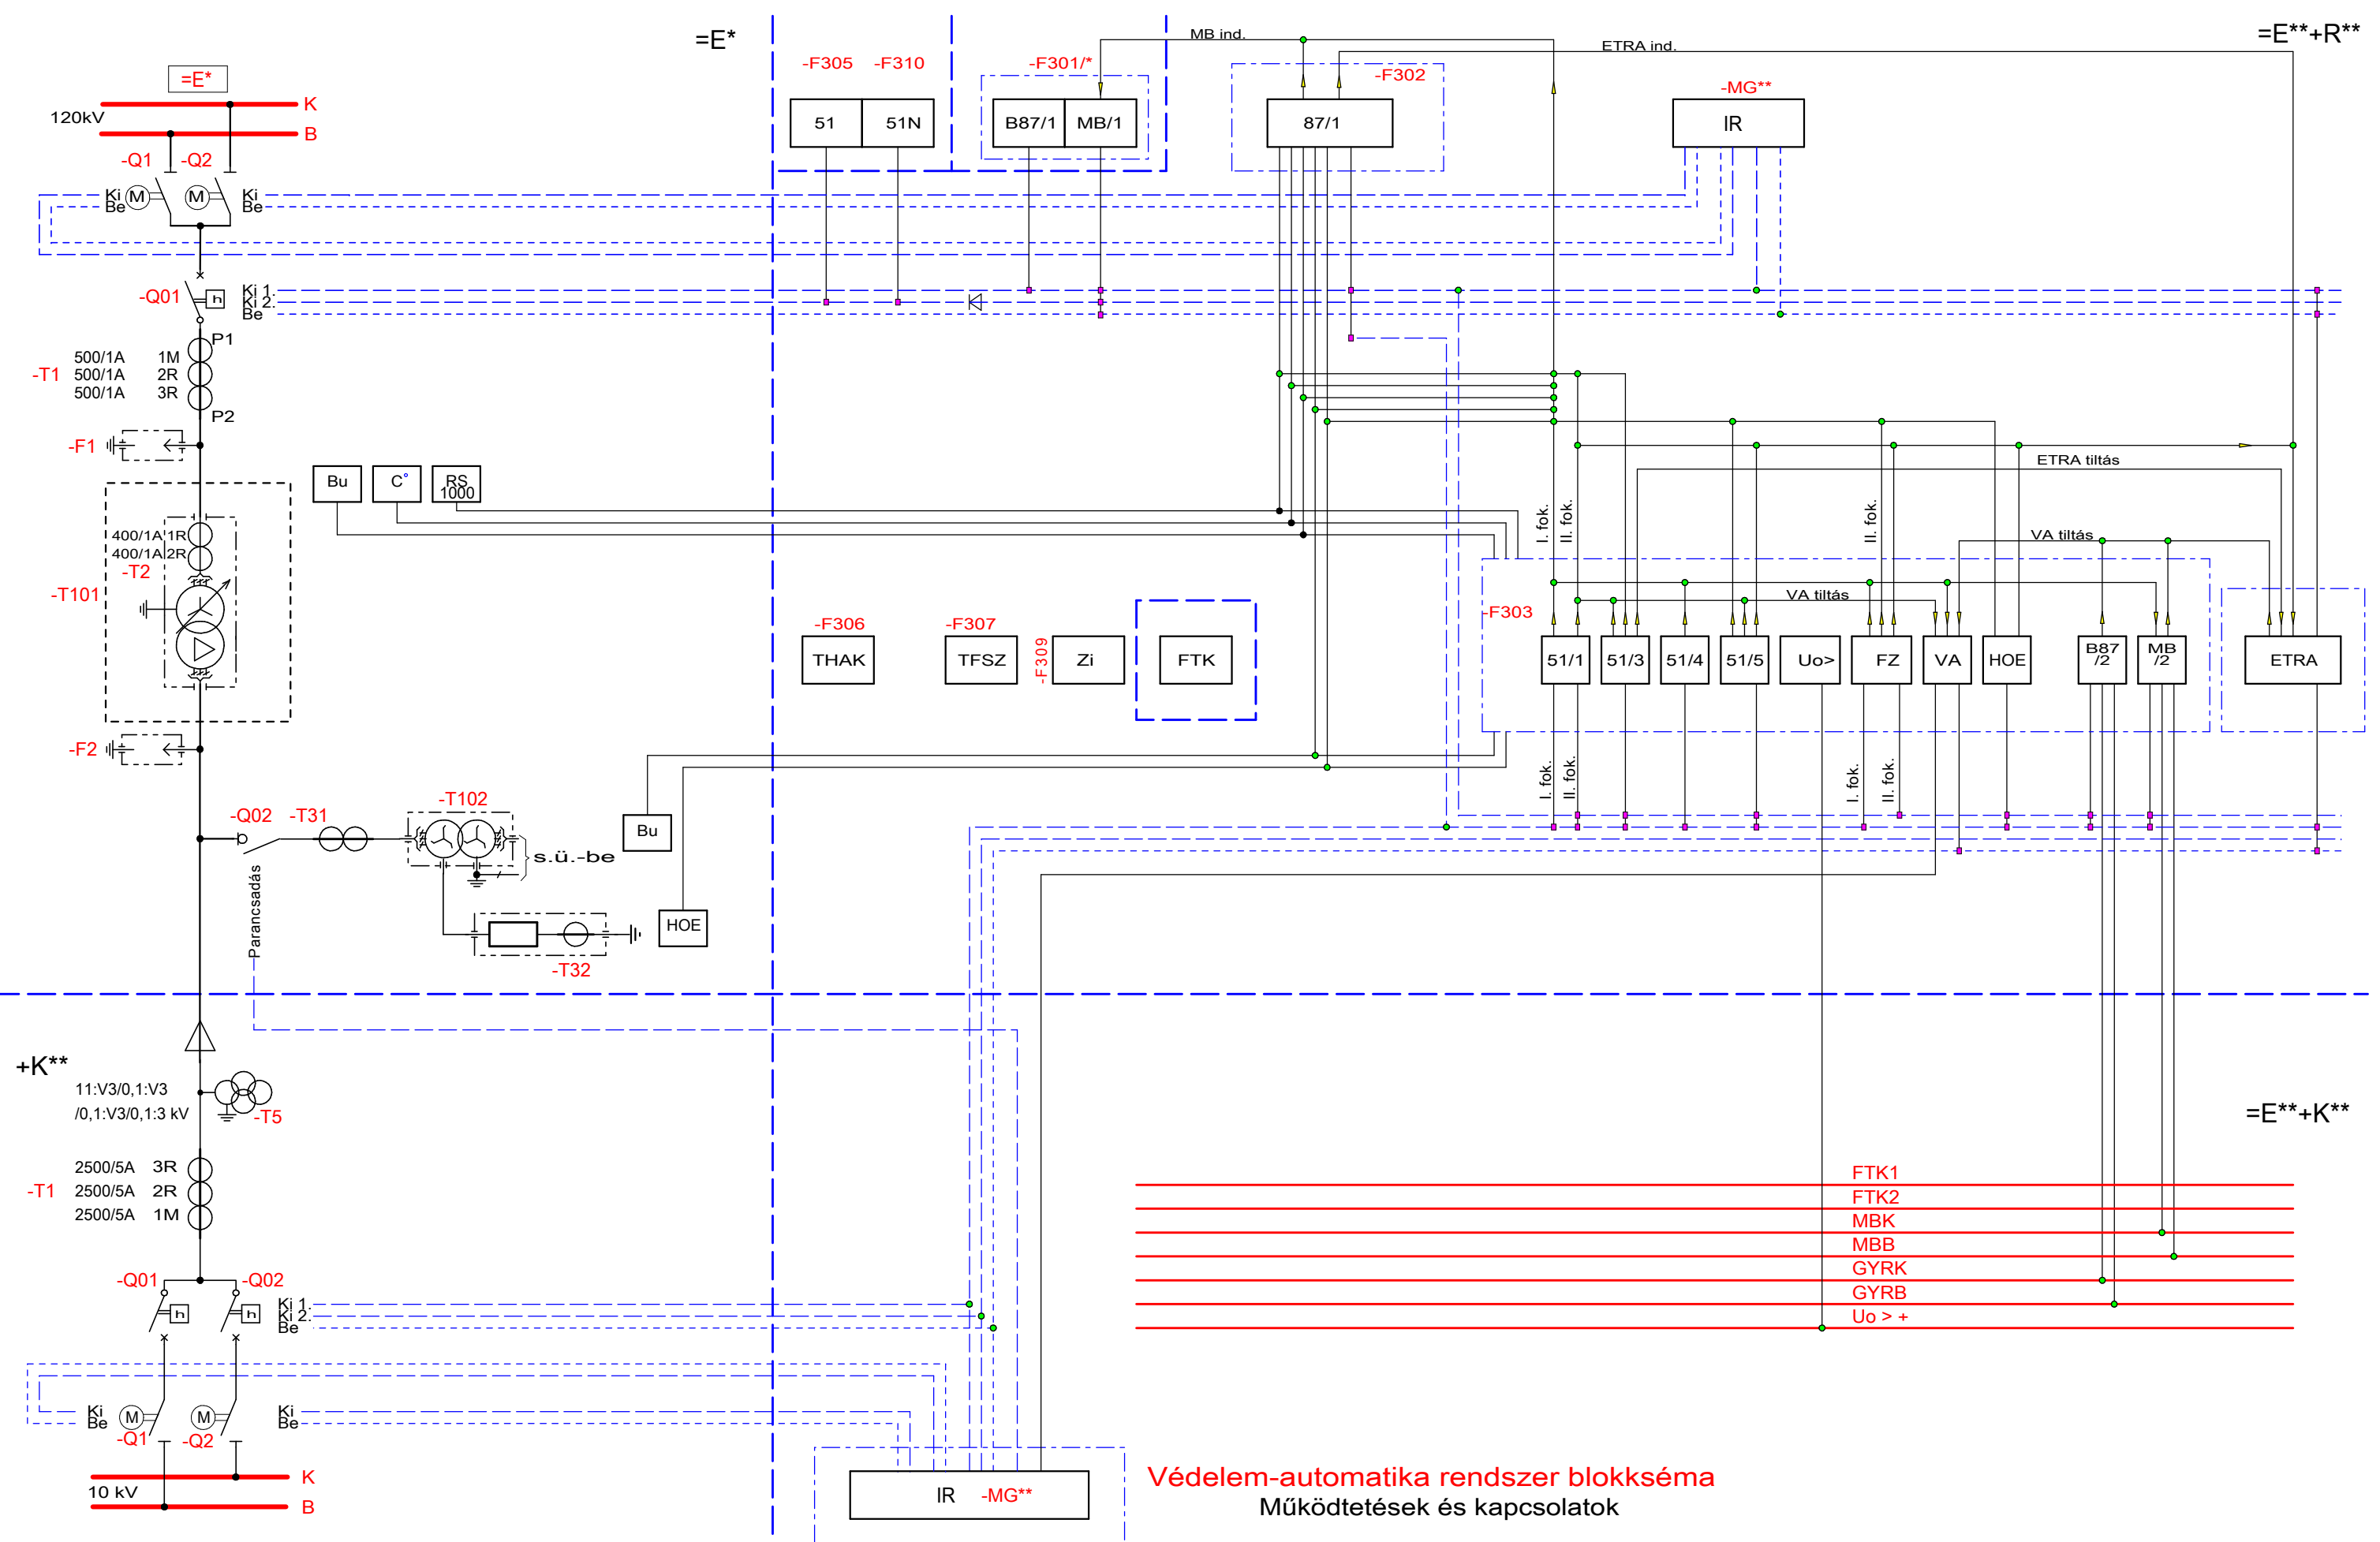 =E*
=E**+R**
MB ind.
ETRA ind.
-F305 -F310
-F301/*
-F302
-MG**
=E*
K
120kV
B
51
51N
B87/1
MB/1
87/1
IR
-Q1
-Q2
Ki
Be
M
M
Ki
Be
-Q01
h
Ki 1.
Ki 2.
Be
P1
500/1A 1M
-T1 500/1A 2R
500/1A 3R
P2
-F1
ETRA tiltás
Bu
C°
RS
1000
I. fok.
II. fok.
II. fok.
400/1A 1R
400/1A 2R
-T2
-T101
VA tiltás
VA tiltás
-F303
-F306
-F307
-F309
THAK
TFSZ
Zi
FTK
51/1
51/3
51/4
51/5
Uo>
FZ
VA
HOE
B87
/2
MB
/2
ETRA
-F2
I. fok.
II. fok.
I. fok.
II. fok.
-T102
-Q02
-T31
Bu
s.ü.-be
Parancsadás
HOE
-T32
+K**
11:V3/0,1:V3
/0,1:V3/0,1:3 kV
-T5
=E**+K**
2500/5A 3R
-T1 2500/5A 2R
2500/5A 1M
FTK1
FTK2
MBK
MBB
GYRK
GYRB
Uo > +
-Q01
-Q02
h
h
Ki 1.
Ki 2.
Be
Ki
Be
M
M
Ki
Be
-Q1
-Q2
K
10 kV
B
IR -MG**
Védelem-automatika rendszer blokkséma
Működtetések és kapcsolatok